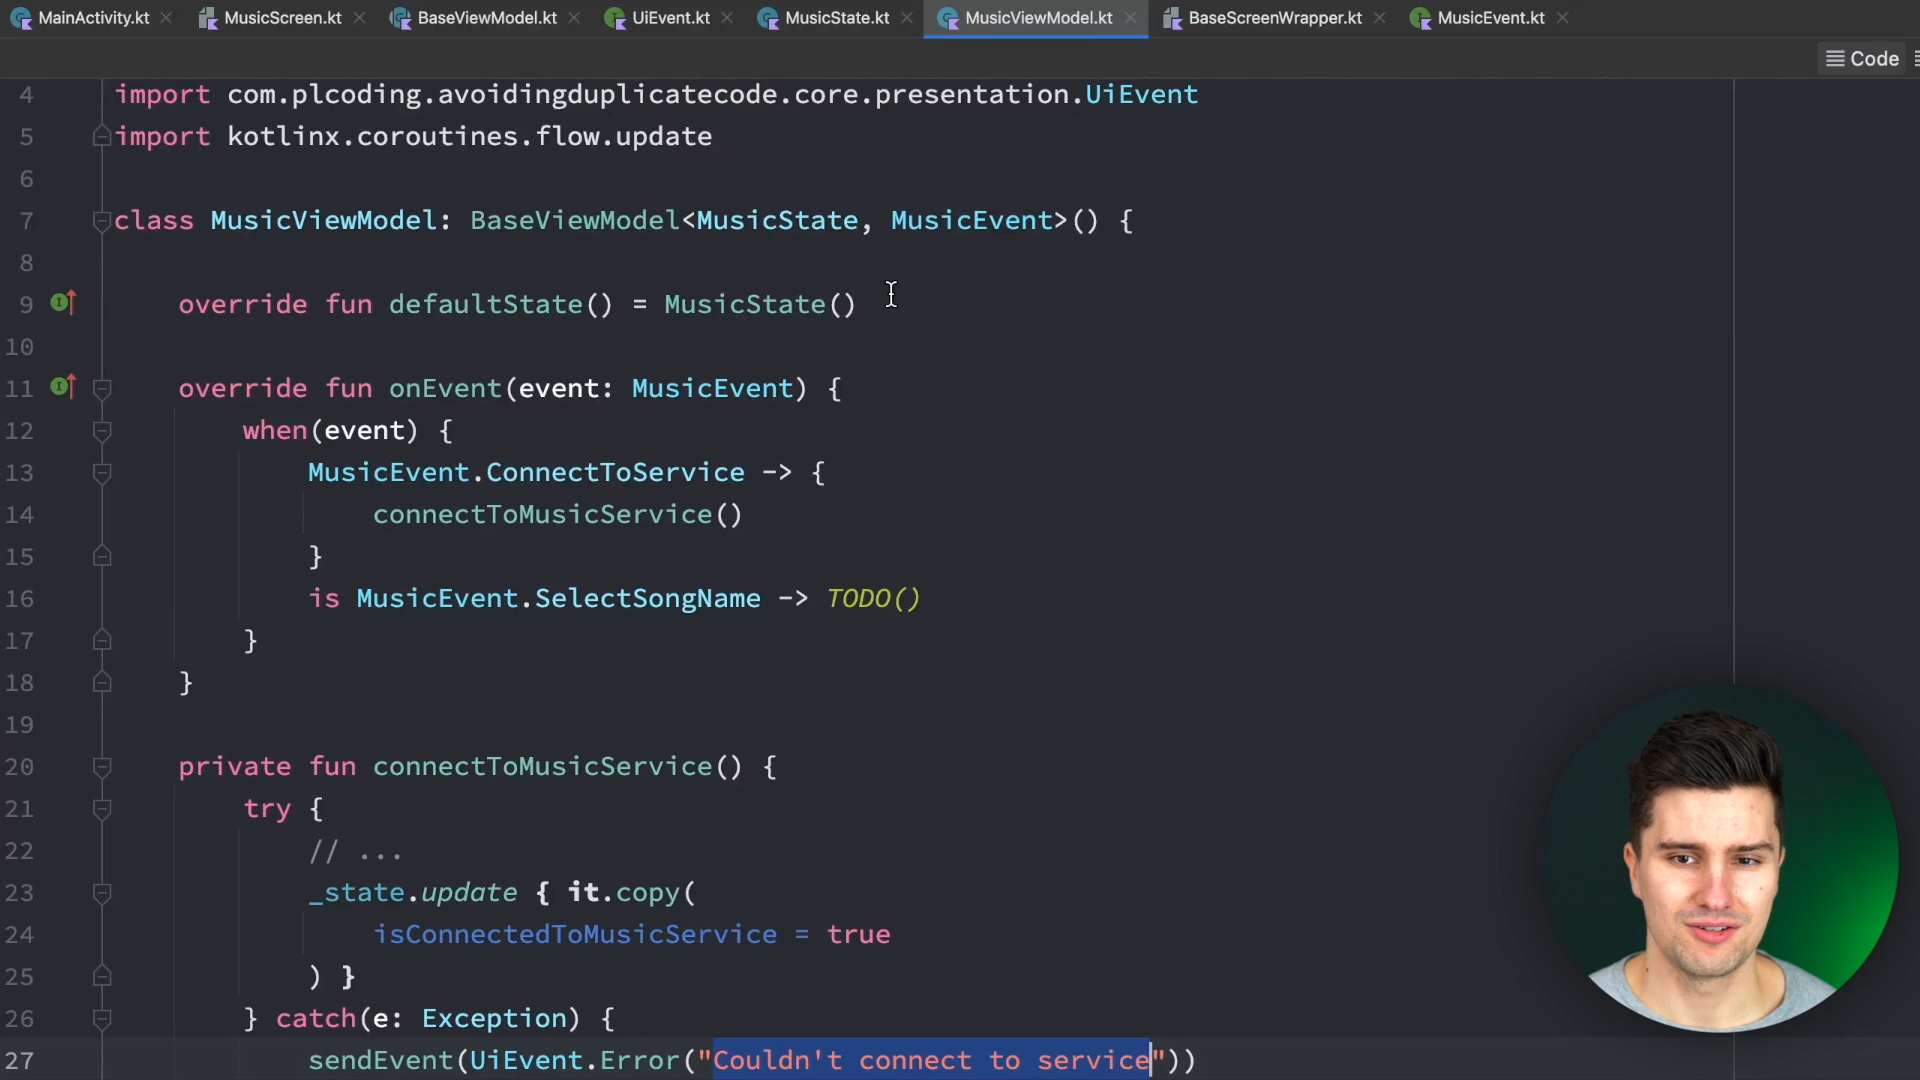 MainActivity.kt MusicScreen.kt BaseViewModel.kt UiEvent.kt MusicState.kt MusicViewModel.kt BaseScreenWrapper.kt MusicEvent.kt
Code
4 import com.plcoding.avoidingduplicatecode.core.presentation.UiEvent
5 import kotlinx.coroutines.flow.update
6
7 class MusicViewModel: BaseViewModel<MusicState, MusicEvent>() {
8
9 override fun defaultState() = MusicState()
10
11 override fun onEvent(event: MusicEvent) {
12 when(event) {
13 MusicEvent.ConnectToService -> {
14 connectToMusicService()
15 }
16 is MusicEvent.SelectSongName -> TODO()
17 }
18 }
19
20 private fun connectToMusicService() {
21 try {
22 // ...
23 _state.update { it.copy(
24 isConnectedToMusicService = true
25 ) }
26 } catch(e: Exception) {
27 sendEvent(UiEvent.Error("Couldn't connect to service"))